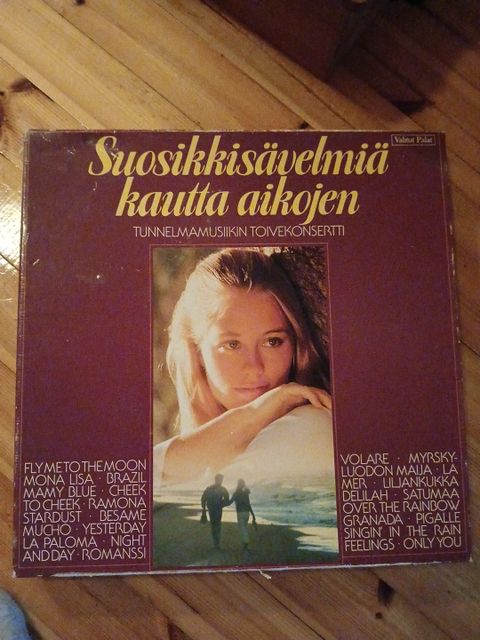 Valitut Palat
Suosikkisävelmiä
kautta aikojen
TUNNELMAMUSIIKIN TOIVEKONSERTTI
FLY ME TO THE MOON
MONA LISA · BRAZIL
MAMY BLUE · CHEEK
TO CHEEK · RAMONA
STARDUST · BESAME
MUCHO · YESTERDAY
LA PALOMA · NIGHT
AND DAY · ROMANSSI
VOLARE · MYRSKY-
LUODON MAIJA · LA
MER · LILJANKUKKA
DELILAH · SATUMAA
OVER THE RAINBOW
GRANADA · PIGALLE
SINGIN' IN THE RAIN
FEELINGS · ONLY YOU